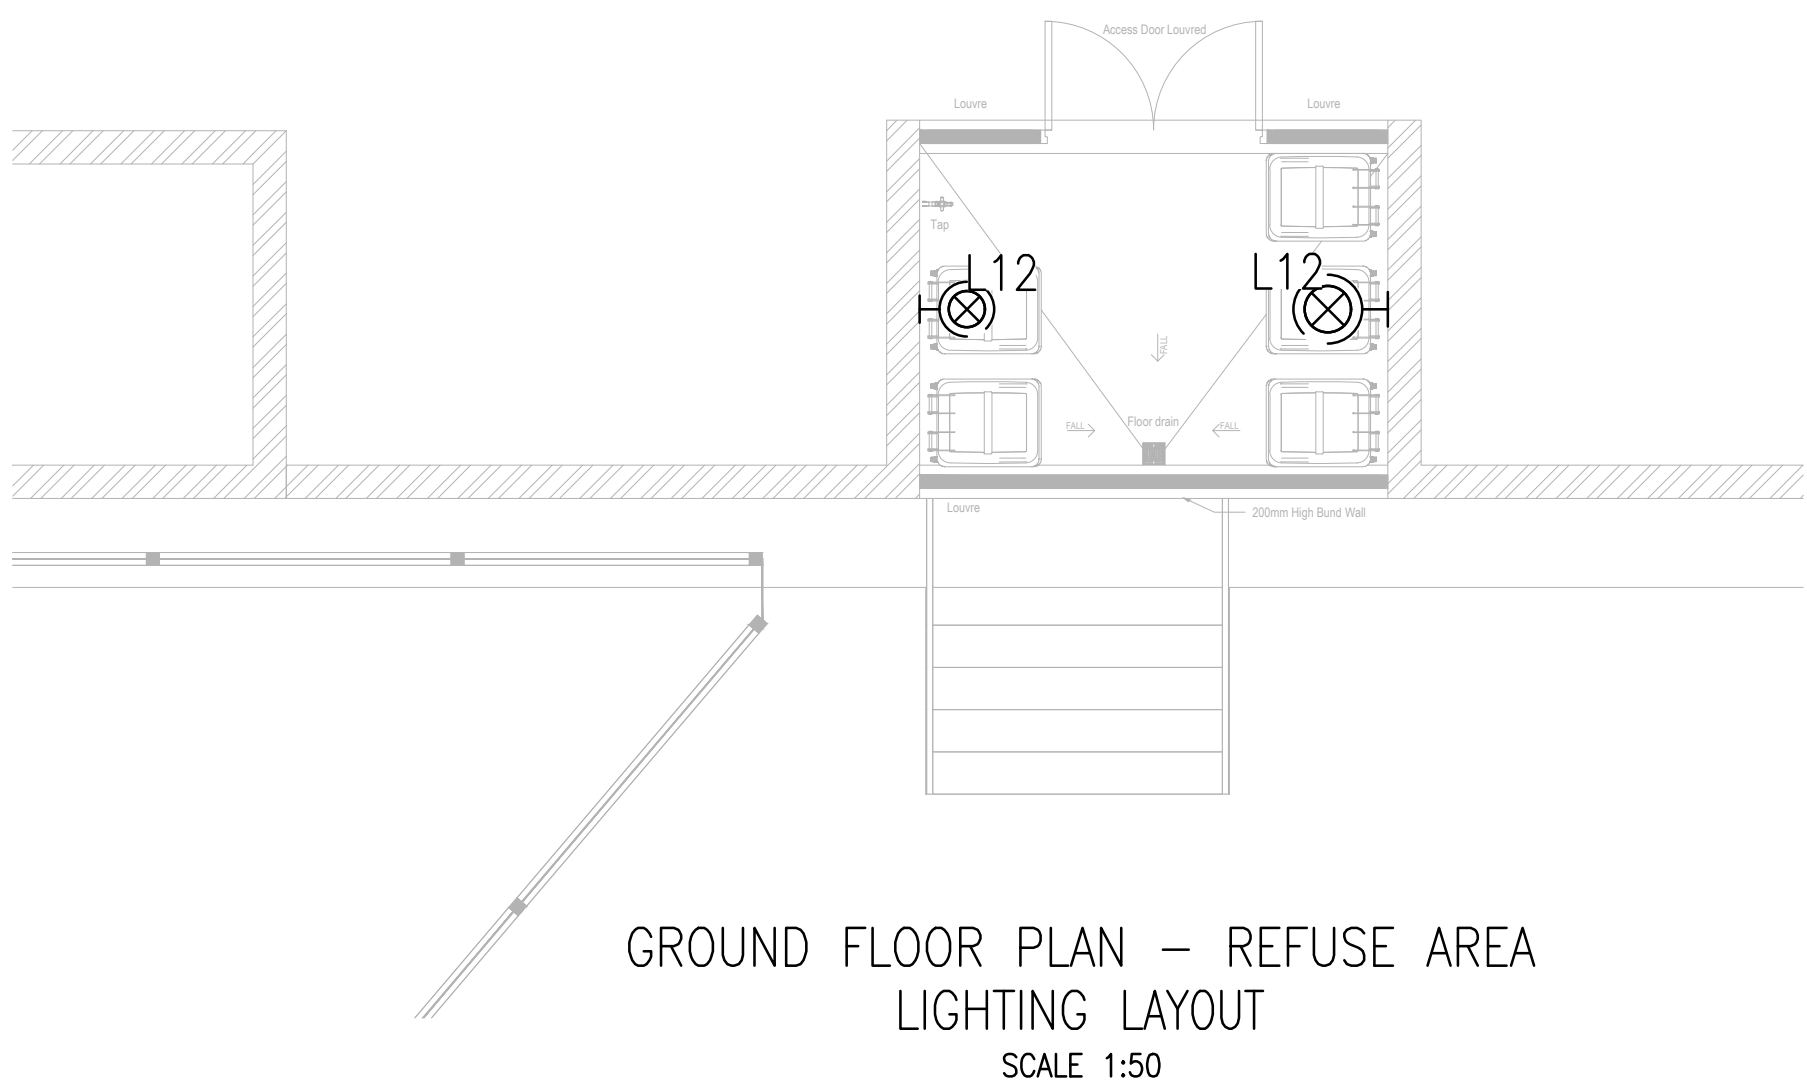 Access Door Louvred
Louvre
Louvre
Tap
L12
L12
FALL
Floor drain
FALL
FALL
Louvre
200mm High Bund Wall
GROUND FLOOR PLAN - REFUSE AREA
LIGHTING LAYOUT
SCALE 1:50